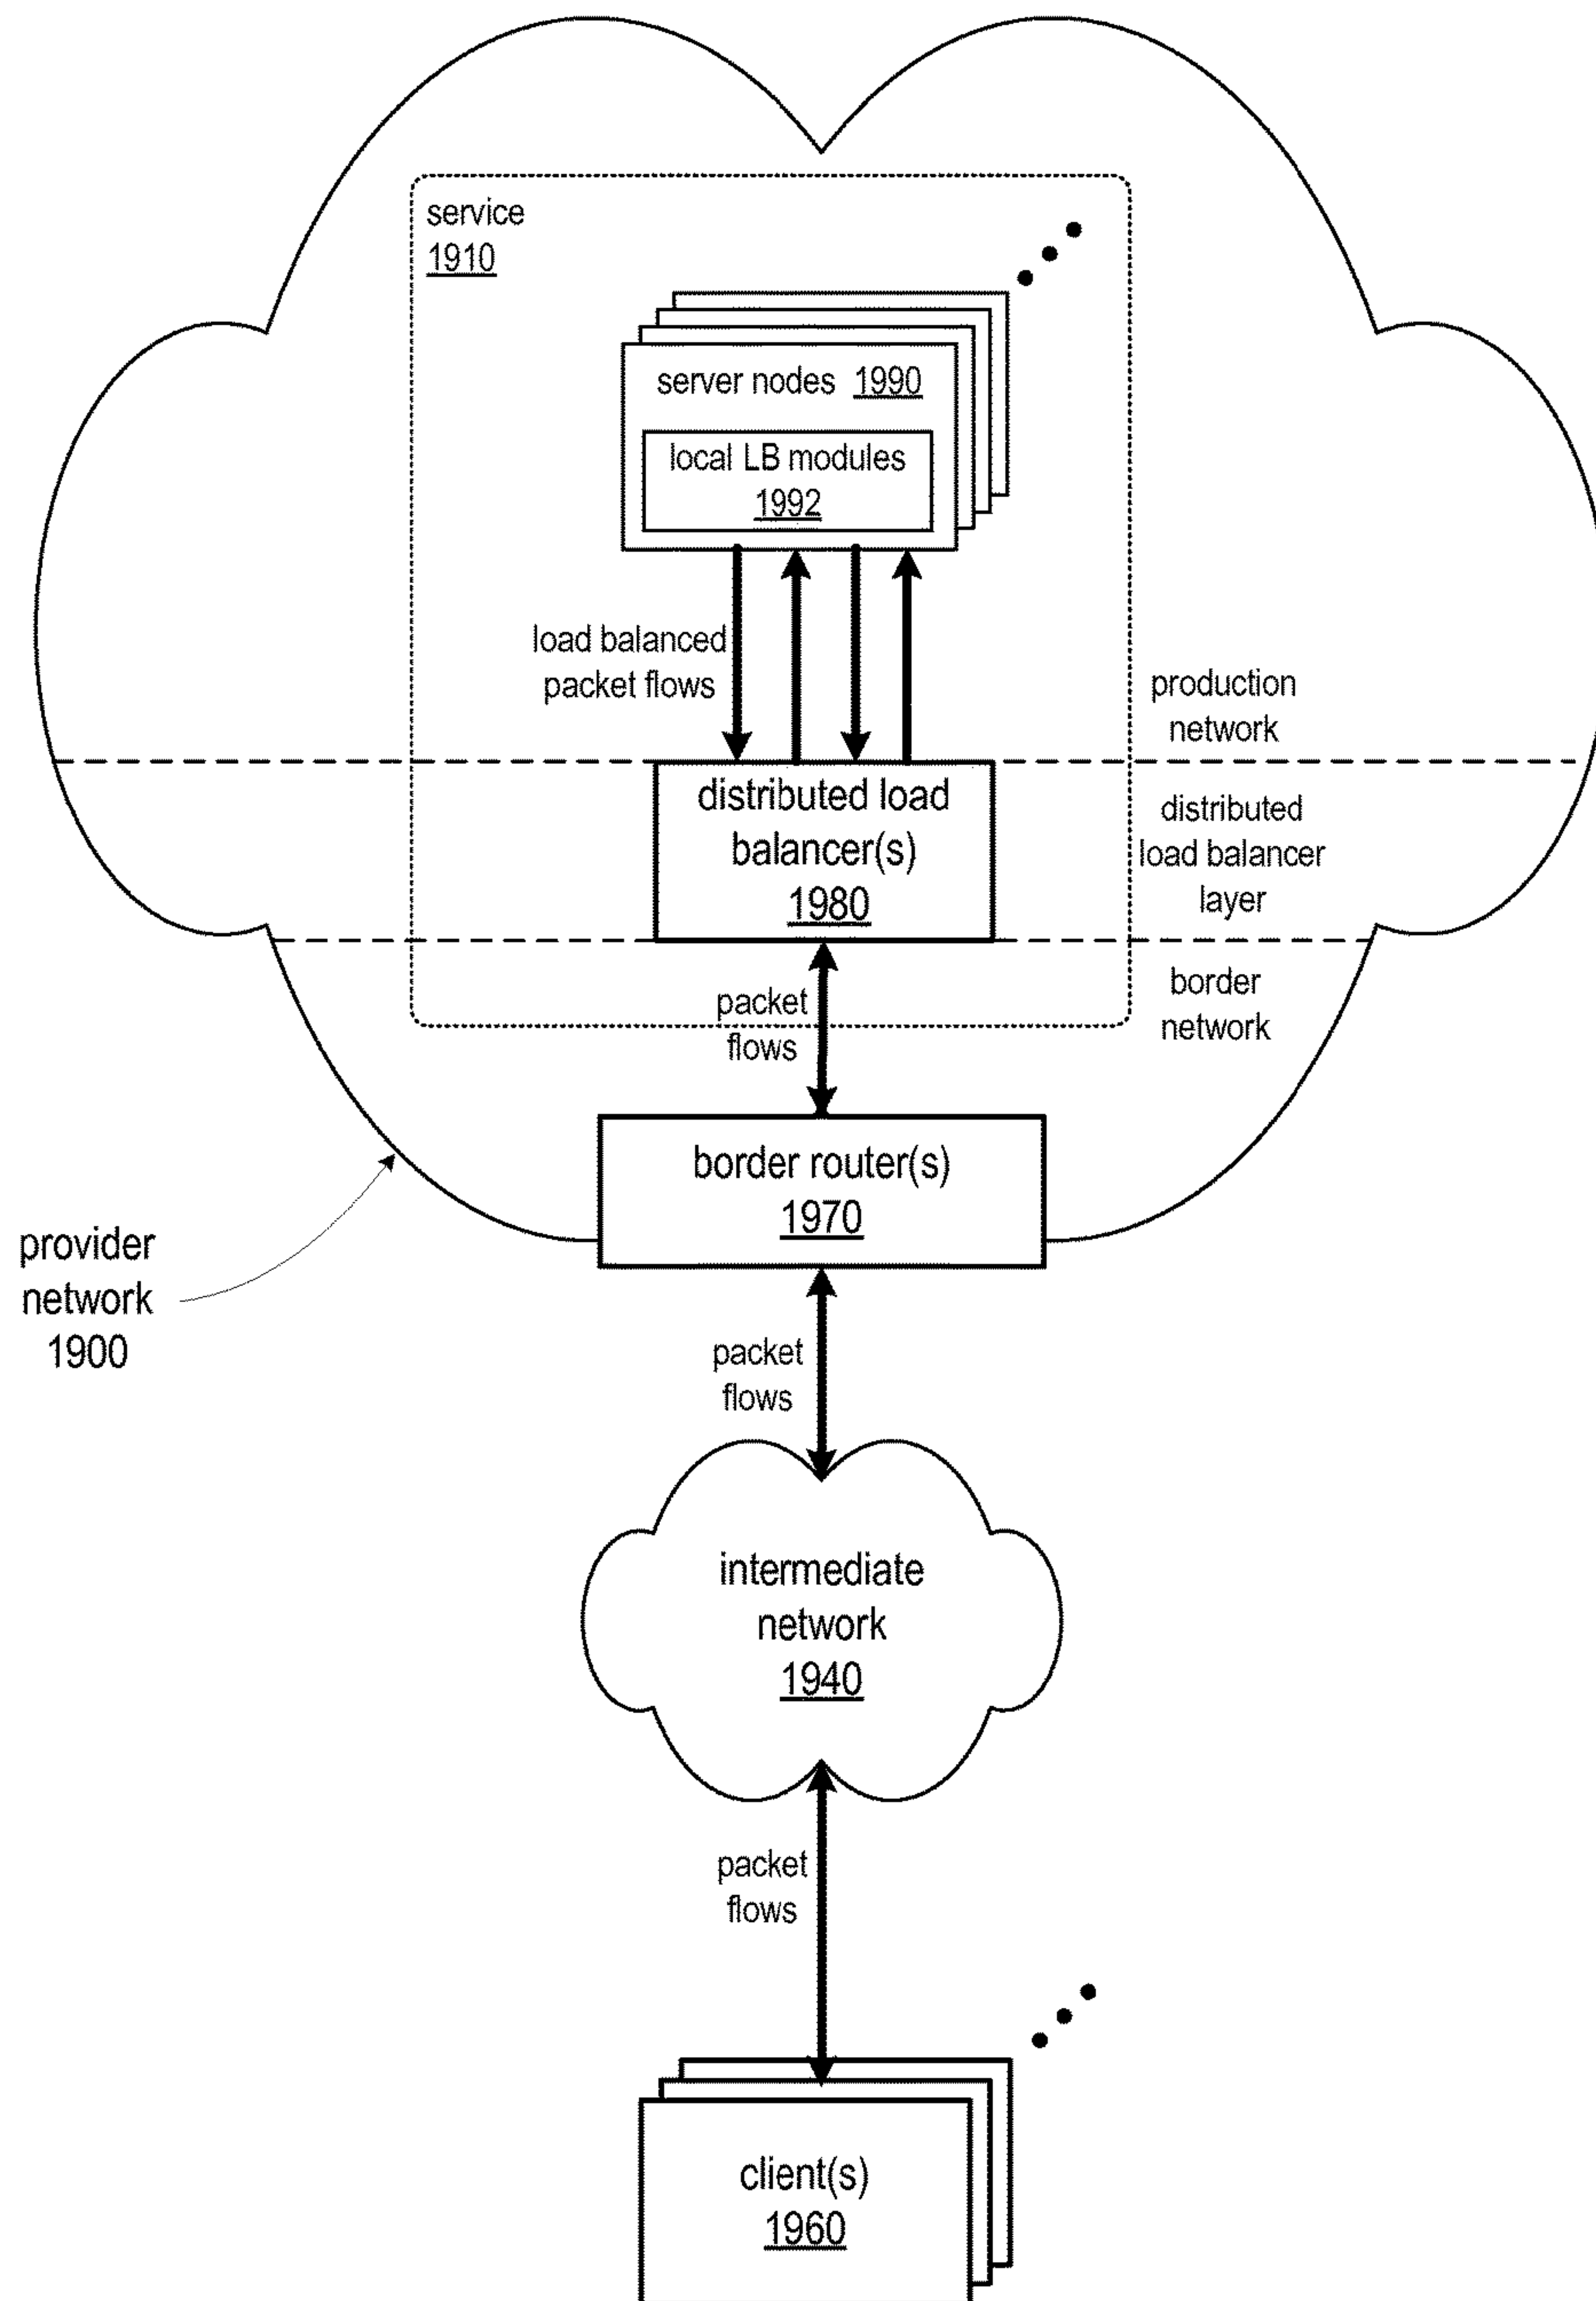 service
1910
server nodes 1990
local LB modules
1992
load balanced
packet flows
production
network
distributed load
balancer(s)
1980
distributed
load balancer
layer
packet
flows
border
network
border router(s)
1970
provider
network
1900
packet
flows
intermediate
network
1940
packet
flows
client(s)
1960